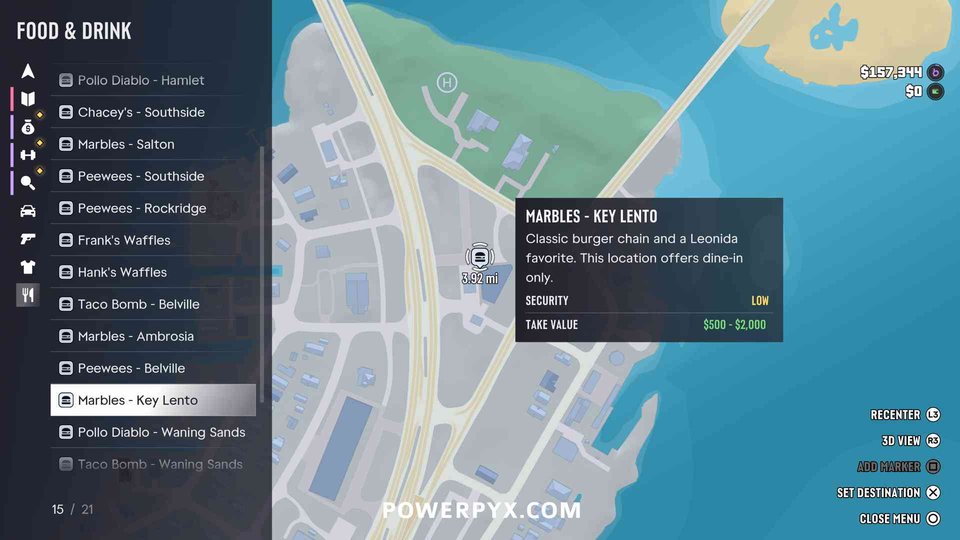 FOOD & DRINK
Pollo Diablo - Hamlet
Chacey's - Southside
Marbles - Salton
Peewees - Southside
Peewees - Rockridge
Frank's Waffles
Hank's Waffles
Taco Bomb - Belville
Marbles - Ambrosia
Peewees - Belville
Marbles - Key Lento
Pollo Diablo - Waning Sands
Taco Bomb - Waning Sands
15 / 21
H
3.92 mi
MARBLES - KEY LENTO
Classic burger chain and a Leonida
favorite. This location offers dine-in
only.
SECURITY LOW
TAKE VALUE $500 - $2,000
$157,344
$0
RECENTER L3
3D VIEW R3
ADD MARKER
SET DESTINATION
CLOSE MENU
POWERPYX.COM